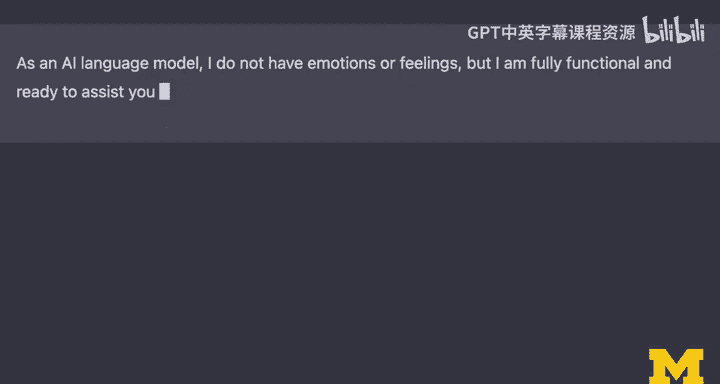 GPT中英字幕课程资源 bilibili
As an AI language model, I do not have emotions or feelings, but I am fully functional and
ready to assist you
M